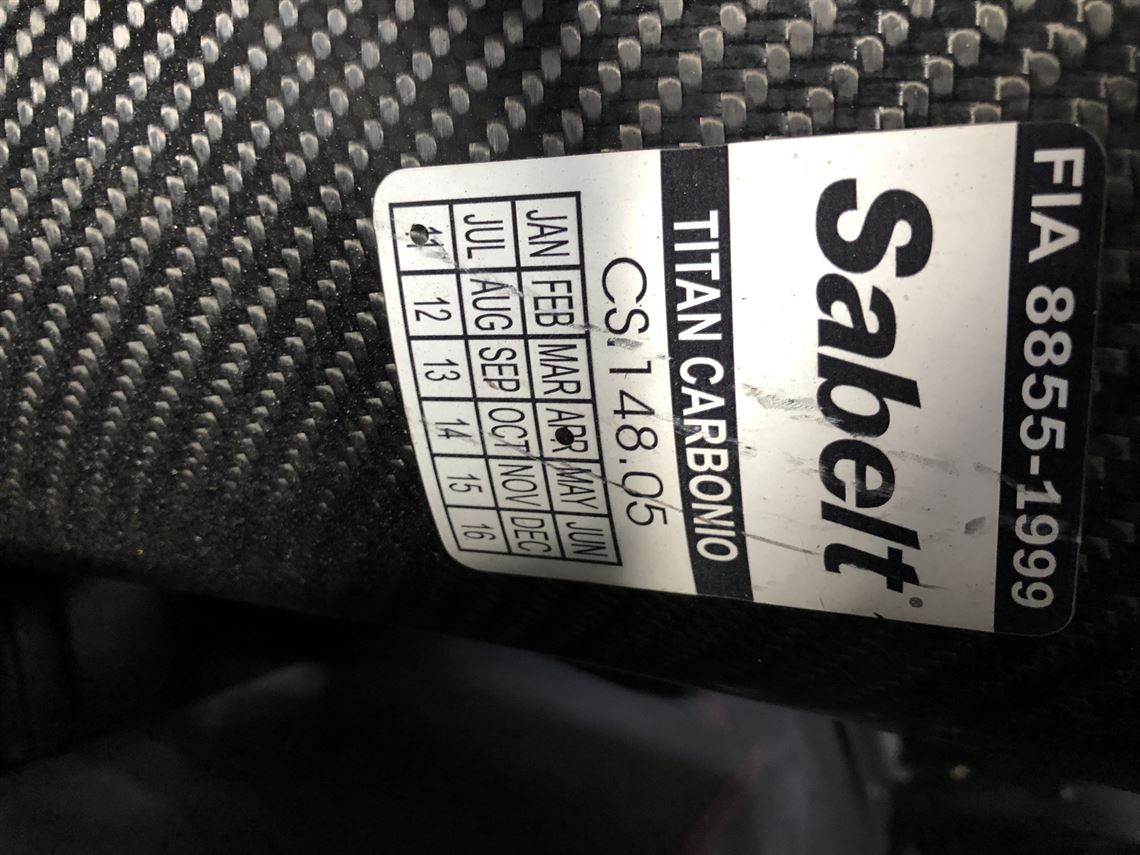 FIA 8855-1999
Sabelt®
TITAN CARBONIO
CS.148.05
JAN FEB MAR APR MAY JUN
JUL AUG SEP OCT NOV DEC
11 12 13 14 15 16